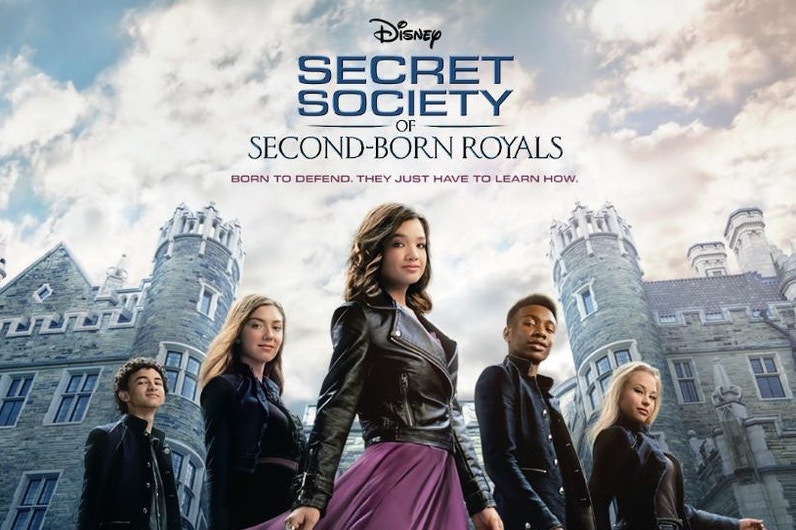 Disney
SECRET
SOCIETY
OF
SECOND-BORN ROYALS
BORN TO DEFEND. THEY JUST HAVE TO LEARN HOW.